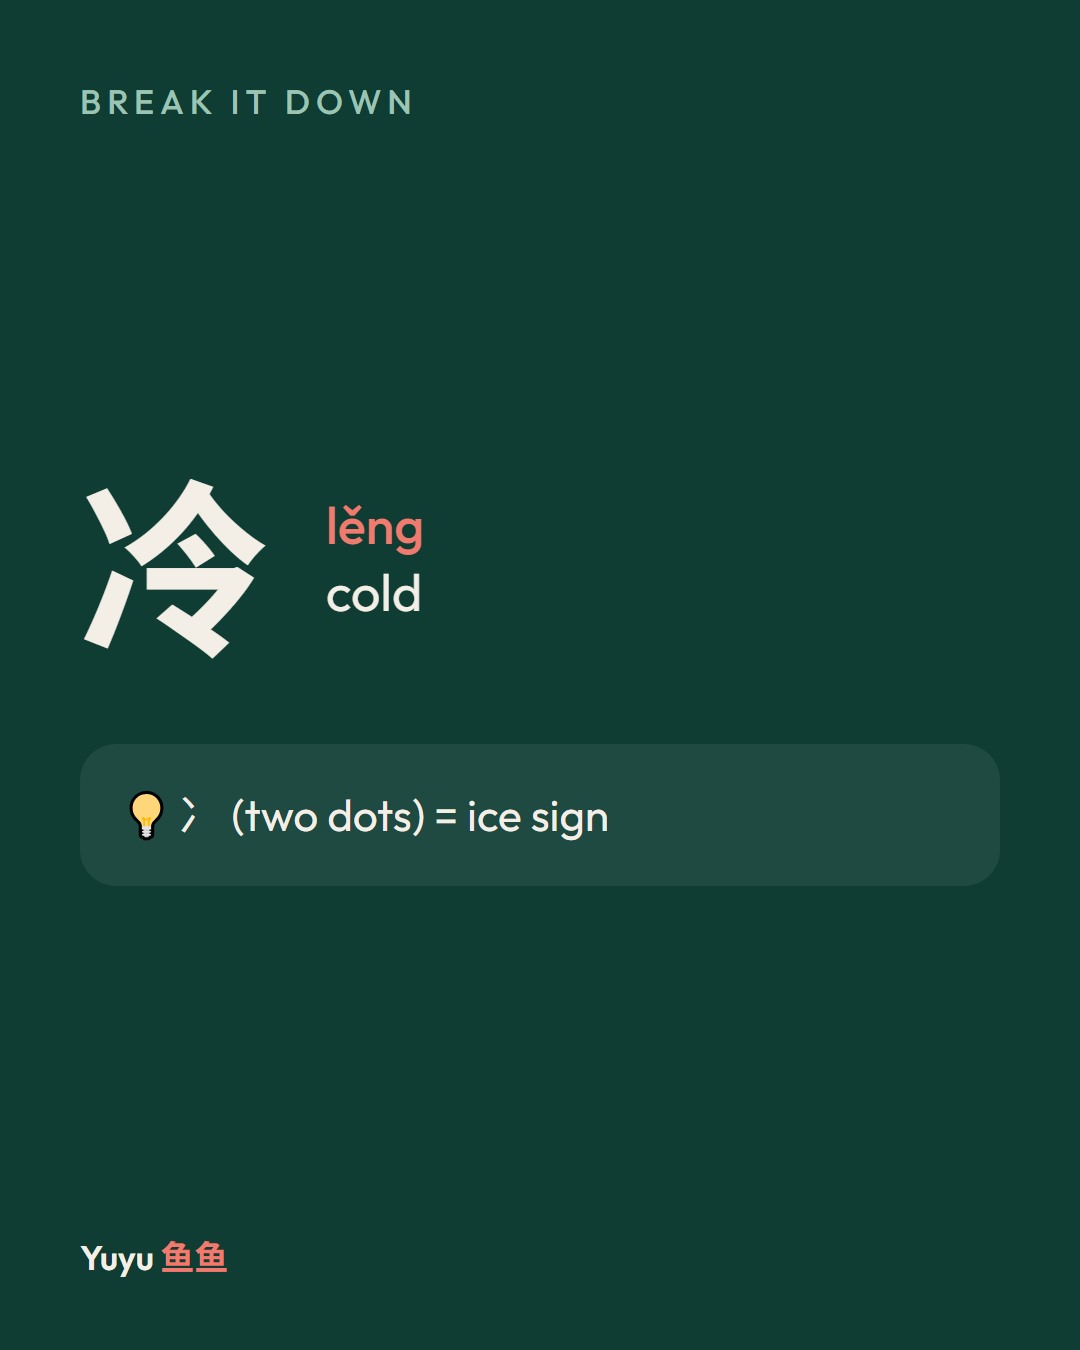 BREAK IT DOWN
冷
lěng
cold
💡 冫 (two dots) = ice sign
Yuyu 鱼鱼